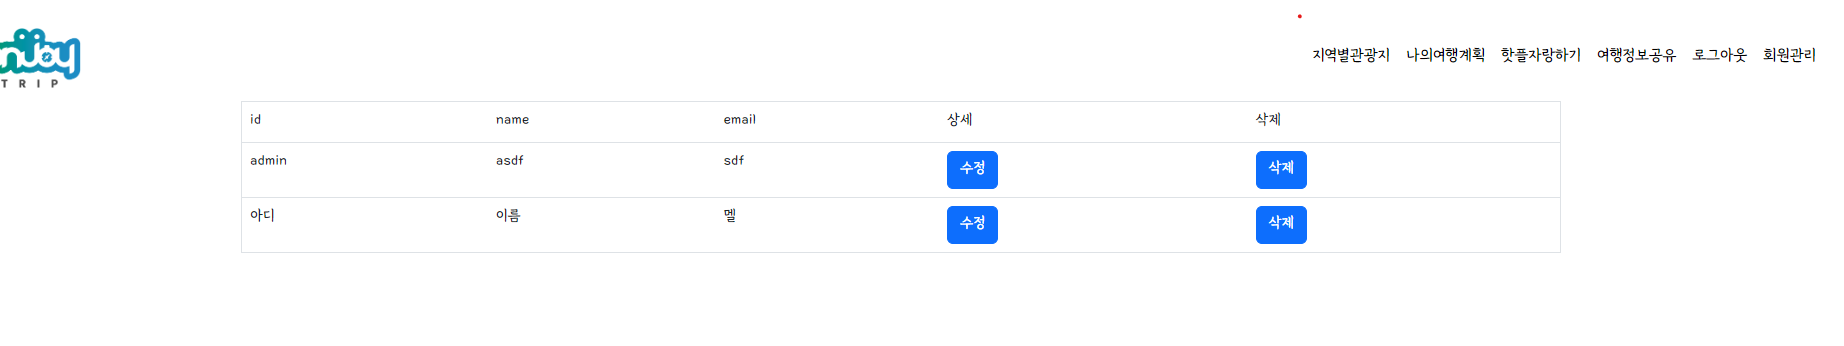 njoy
TRIP
지역별관광지 나의여행계획 핫플자랑하기 여행정보공유 로그아웃 회원관리
id name email 상세 삭제
admin asdf sdf 수정 삭제
아디 이름 멜 수정 삭제